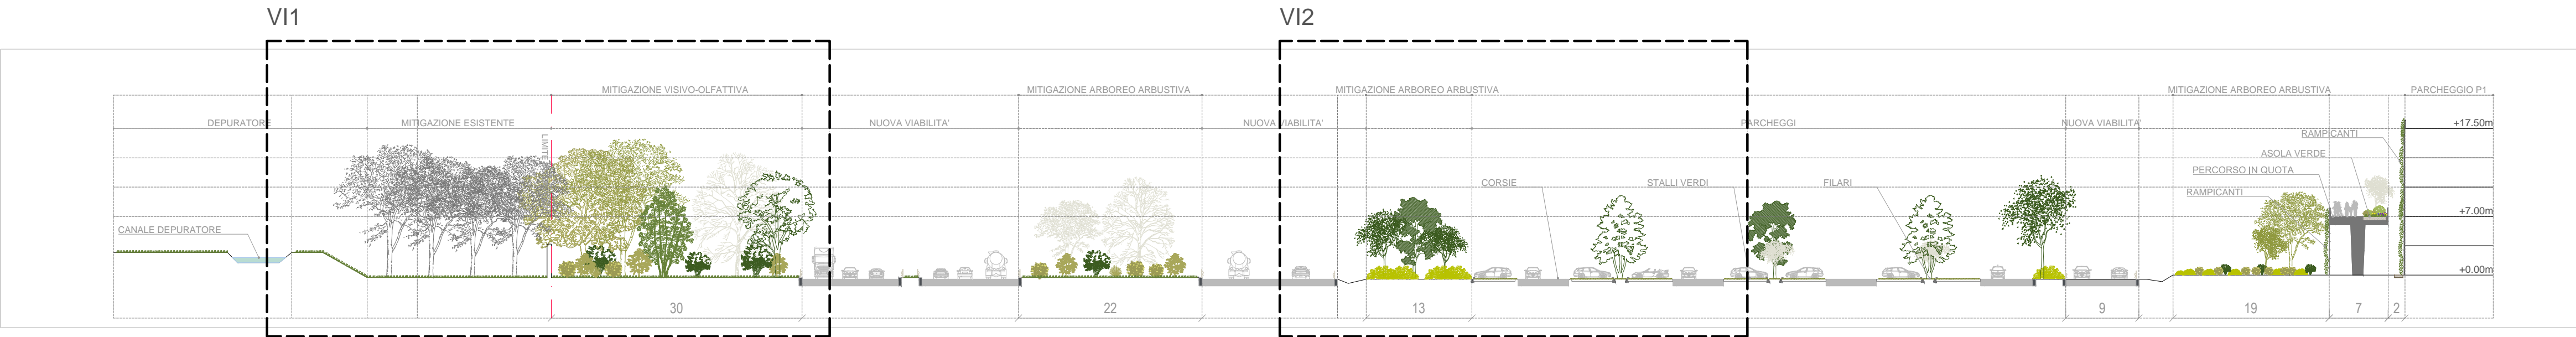 VI1
VI2
MITIGAZIONE VISIVO-OLFATTIVA
MITIGAZIONE ARBOREO ARBUSTIVA
MITIGAZIONE ARBOREO ARBUSTIVA
MITIGAZIONE ARBOREO ARBUSTIVA
PARCHEGGIO P1
DEPURATORE
MITIGAZIONE ESISTENTE
NUOVA VIABILITA'
NUOVA VIABILITA'
PARCHEGGI
NUOVA VIABILITA'
+17.50m
LIMITE
RAMPICANTI
ASOLA VERDE
PERCORSO IN QUOTA
CORSIE
STALLI VERDI
FILARI
RAMPICANTI
+7.00m
CANALE DEPURATORE
+0.00m
30
22
13
9
19
7
2